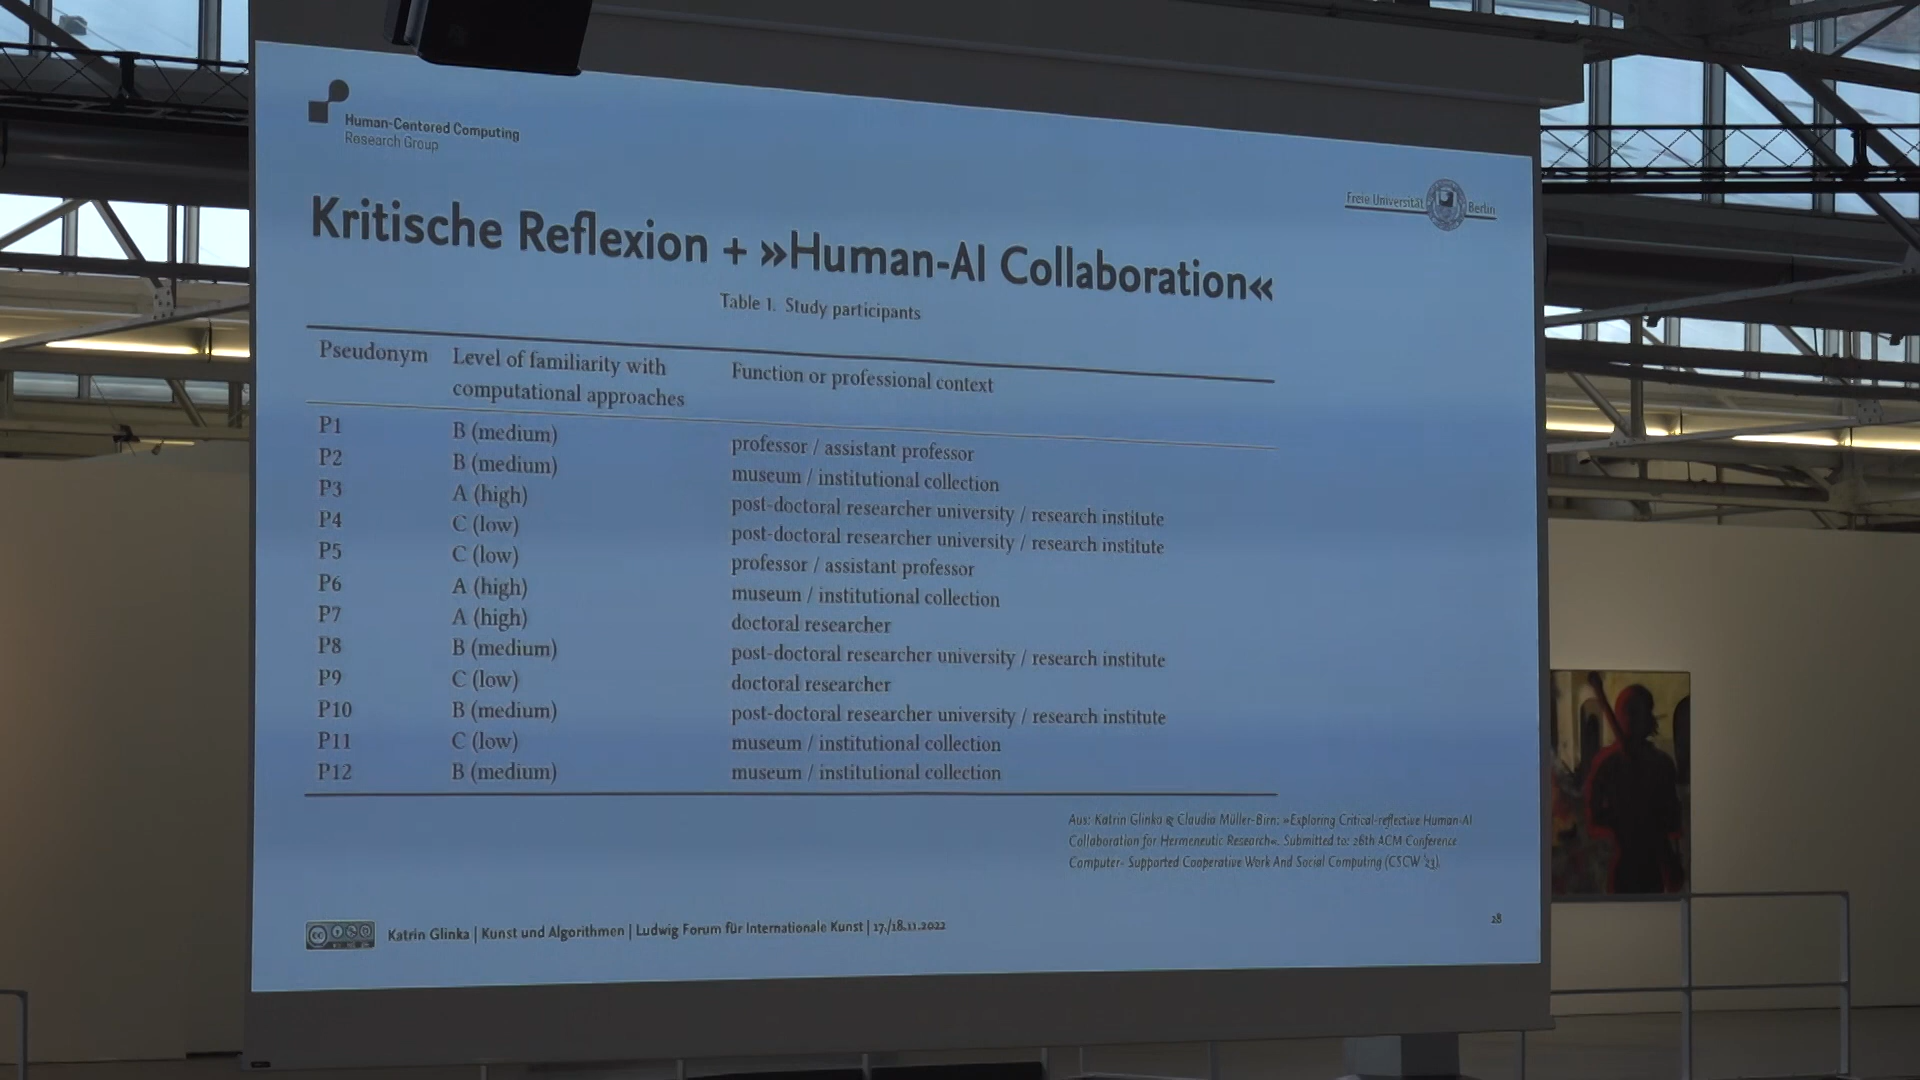 Human-Centered Computing
Research Group
Freie Universität Berlin
Kritische Reflexion + »Human-AI Collaboration«
Table 1. Study participants
Pseudonym Level of familiarity with computational approaches Function or professional context
P1 B (medium) professor / assistant professor
P2 B (medium) museum / institutional collection
P3 A (high) post-doctoral researcher university / research institute
P4 C (low) post-doctoral researcher university / research institute
P5 C (low) professor / assistant professor
P6 A (high) museum / institutional collection
P7 A (high) doctoral researcher
P8 B (medium) post-doctoral researcher university / research institute
P9 C (low) doctoral researcher
P10 B (medium) post-doctoral researcher university / research institute
P11 C (low) museum / institutional collection
P12 B (medium) museum / institutional collection
Aus: Katrin Glinka & Claudia Müller-Birn: »Exploring Critical-reflective Human-AI
Collaboration for Hermeneutic Research«. Submitted to: 26th ACM Conference
Computer- Supported Cooperative Work And Social Computing (CSCW '23).
cc Katrin Glinka | Kunst und Algorithmen | Ludwig Forum für Internationale Kunst | 17./18.11.2022
28